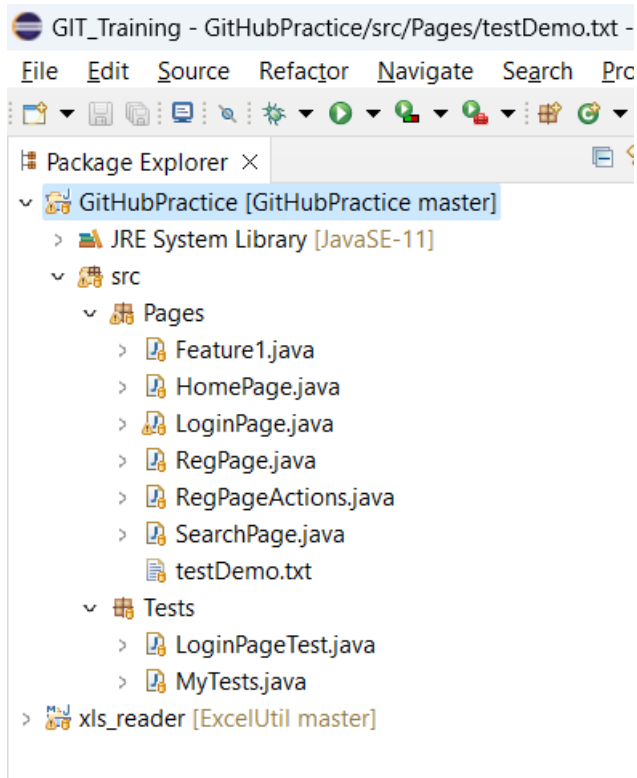 GIT_Training - GitHubPractice/src/Pages/testDemo.txt -
File Edit Source Refactor Navigate Search Pro
Package Explorer
GitHubPractice [GitHubPractice master]
JRE System Library [JavaSE-11]
src
Pages
Feature1.java
HomePage.java
LoginPage.java
RegPage.java
RegPageActions.java
SearchPage.java
testDemo.txt
Tests
LoginPageTest.java
MyTests.java
xls_reader [ExcelUtil master]